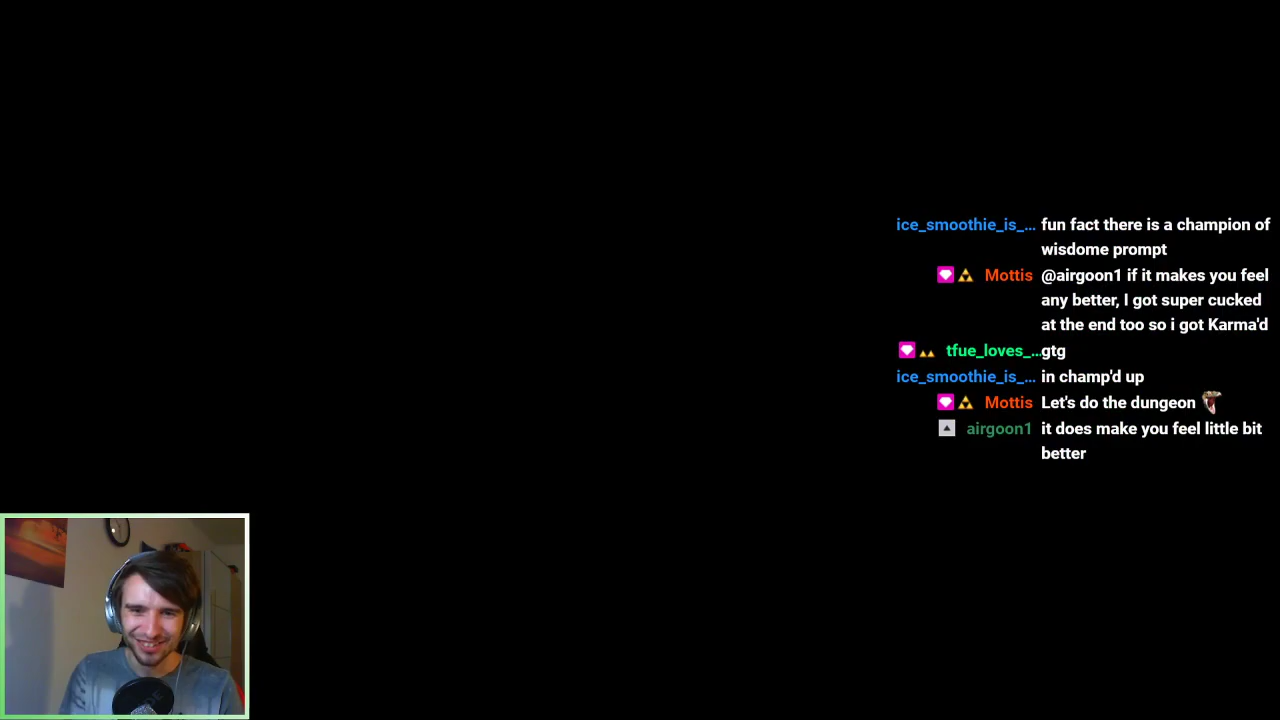 ice_smoothie_is_... fun fact there is a champion of
wisdome prompt
Mottis @airgoon1 if it makes you feel
any better, I got super cucked
at the end too so i got Karma'd
tfue_loves_... gtg
ice_smoothie_is_... in champ'd up
Mottis Let's do the dungeon
airgoon1 it does make you feel little bit
better